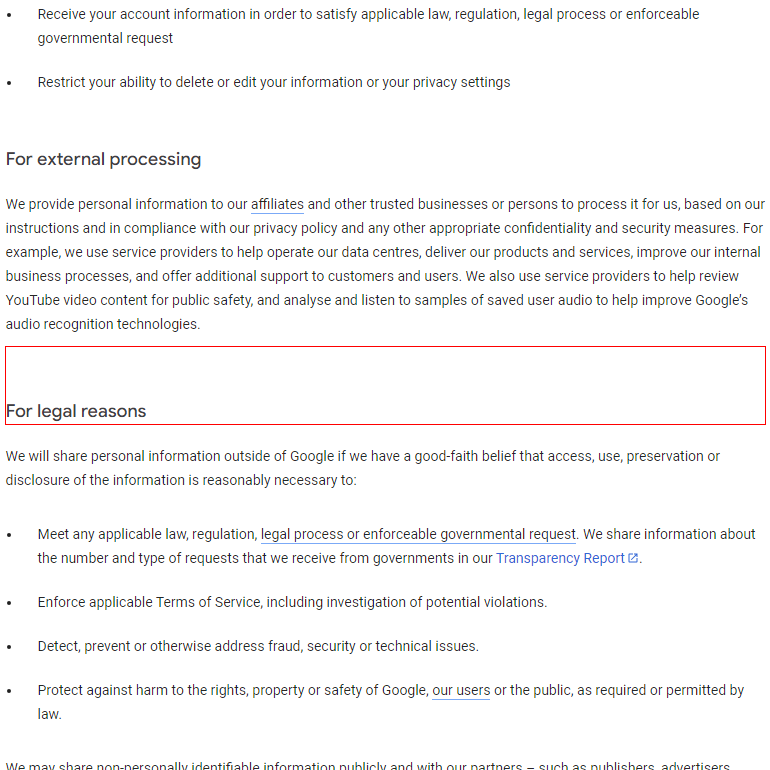 • Receive your account information in order to satisfy applicable law, regulation, legal process or enforceable
governmental request
• Restrict your ability to delete or edit your information or your privacy settings
For external processing
We provide personal information to our affiliates and other trusted businesses or persons to process it for us, based on our
instructions and in compliance with our privacy policy and any other appropriate confidentiality and security measures. For
example, we use service providers to help operate our data centres, deliver our products and services, improve our internal
business processes, and offer additional support to customers and users. We also use service providers to help review
YouTube video content for public safety, and analyse and listen to samples of saved user audio to help improve Google’s
audio recognition technologies.
For legal reasons
We will share personal information outside of Google if we have a good-faith belief that access, use, preservation or
disclosure of the information is reasonably necessary to:
• Meet any applicable law, regulation, legal process or enforceable governmental request. We share information about
the number and type of requests that we receive from governments in our Transparency Report.
• Enforce applicable Terms of Service, including investigation of potential violations.
• Detect, prevent or otherwise address fraud, security or technical issues.
• Protect against harm to the rights, property or safety of Google, our users or the public, as required or permitted by
law.
We may share non-personally identifiable information publicly and with our partners – such as publishers, advertisers,